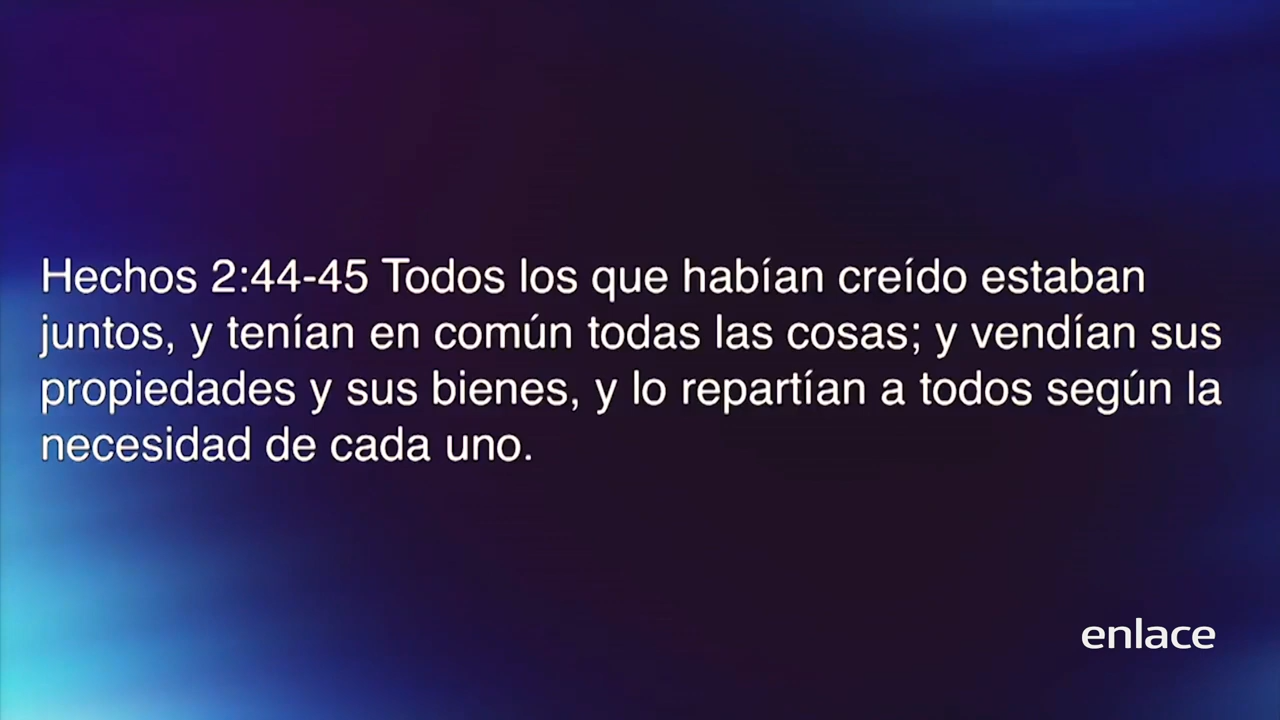 Hechos 2:44-45 Todos los que habían creído estaban
juntos, y tenían en común todas las cosas; y vendían sus
propiedades y sus bienes, y lo repartían a todos según la
necesidad de cada uno.
enlace